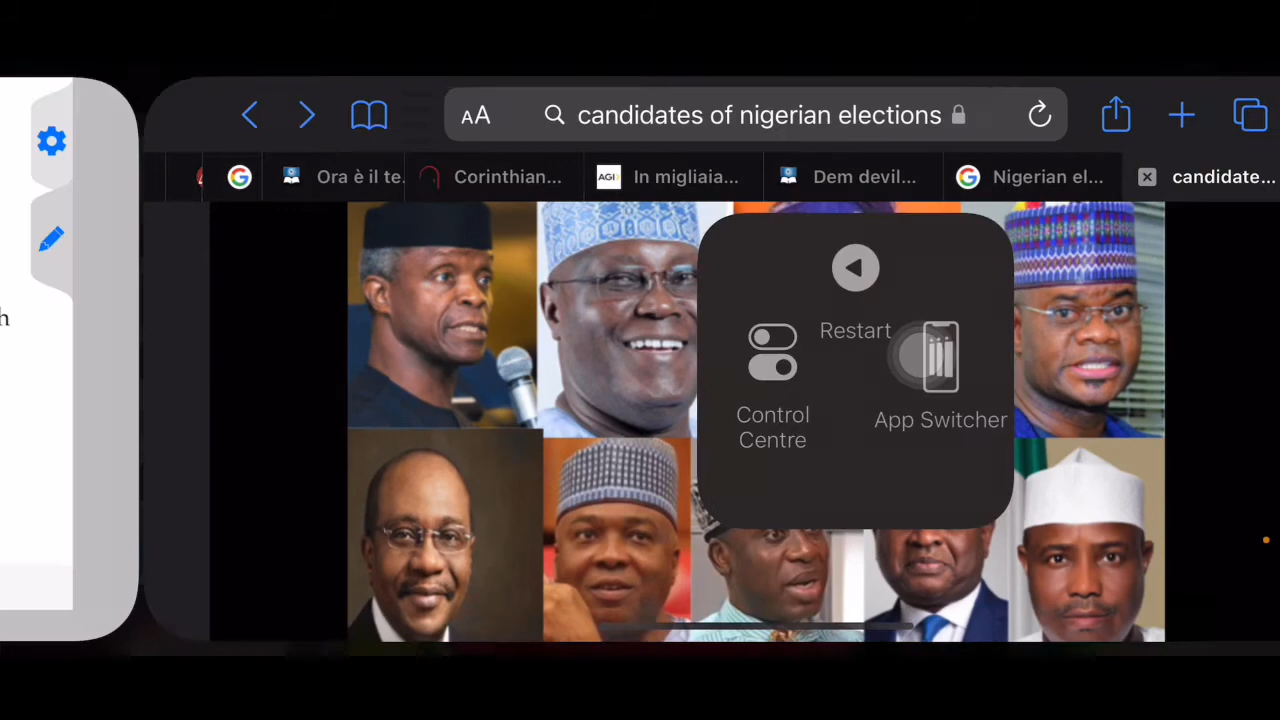 AA candidates of nigerian elections
Ora è il te.
Corinthian...
AGI
In migliaia...
Dem devil...
Nigerian el...
candidate...
h
Restart
Control
Centre
App Switcher